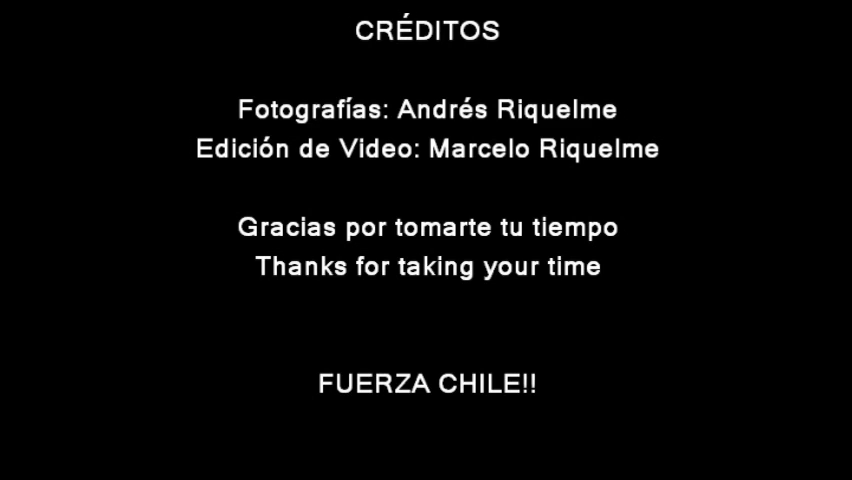 CRÉDITOS
Fotografías: Andrés Riquelme
Edición de Video: Marcelo Riquelme
Gracias por tomarte tu tiempo
Thanks for taking your time
FUERZA CHILE!!